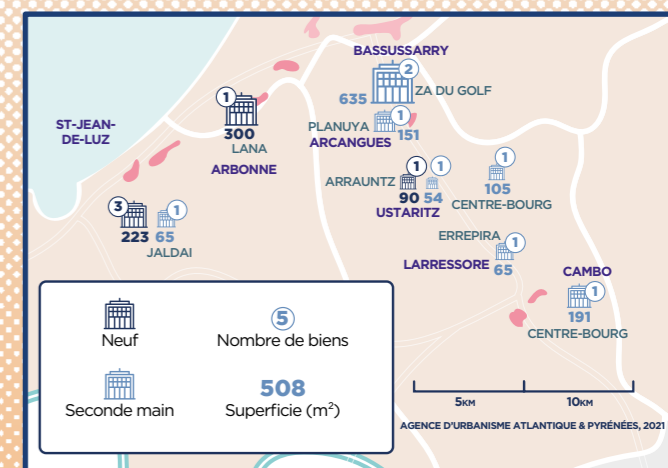 BASSUSSARRY
2
635
ZA DU GOLF
1
300
LANA
ARBONNE
PLANUYA
1
151
ARCANGUES
ST-JEAN-
DE-LUZ
ARRAUNTZ
1
1
90
54
USTARITZ
1
105
CENTRE-BOURG
3
1
223
65
JALDAI
ERREPIRA
1
LARRESSORE
65
CAMBO
1
191
CENTRE-BOURG
Neuf
5
Nombre de biens
Seconde main
508
Superficie (m²)
5KM
10KM
AGENCE D'URBANISME ATLANTIQUE & PYRÉNÉES, 2021